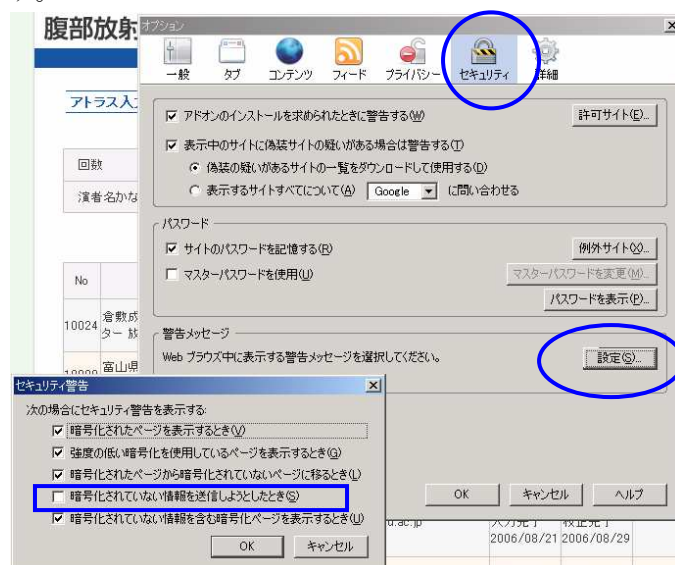 腹部放射
オプション
一般 タブ コンテンツ フィード プライバシー セキュリティ 詳細
アトラス入
アドオンのインストールを求められたときに警告する(W) 許可サイト(E)...
表示中のサイトに偽装サイトの疑いがある場合は警告する(T)
偽装の疑いがあるサイトの一覧をダウンロードして使用する(D)
表示するサイトすべてについて(A) Google に問い合わせる
回数
演者名かな
パスワード
サイトのパスワードを記憶する(R) 例外サイト(X)...
マスターパスワードを使用(U) マスターパスワードを変更(M)...
パスワードを表示(P)...
No
10024 倉敷成
ター 放
警告メッセージ
Web ブラウズ中に表示する警告メッセージを選択してください。 設定(S)...
富山県
セキュリティ警告
次の場合にセキュリティ警告を表示する:
暗号化されたページを表示するとき(V)
強度の低い暗号化を使用しているページを表示するとき(G)
暗号化されたページから暗号化されていないページに移るとき(L)
暗号化されていない情報を送信しようとしたとき(S)
暗号化されていない情報を含む暗号化ページを表示するとき(U)
OK キャンセル
OK キャンセル ヘルプ
u.ac.jp 入力完了 校正完了
2006/08/21 2006/08/29